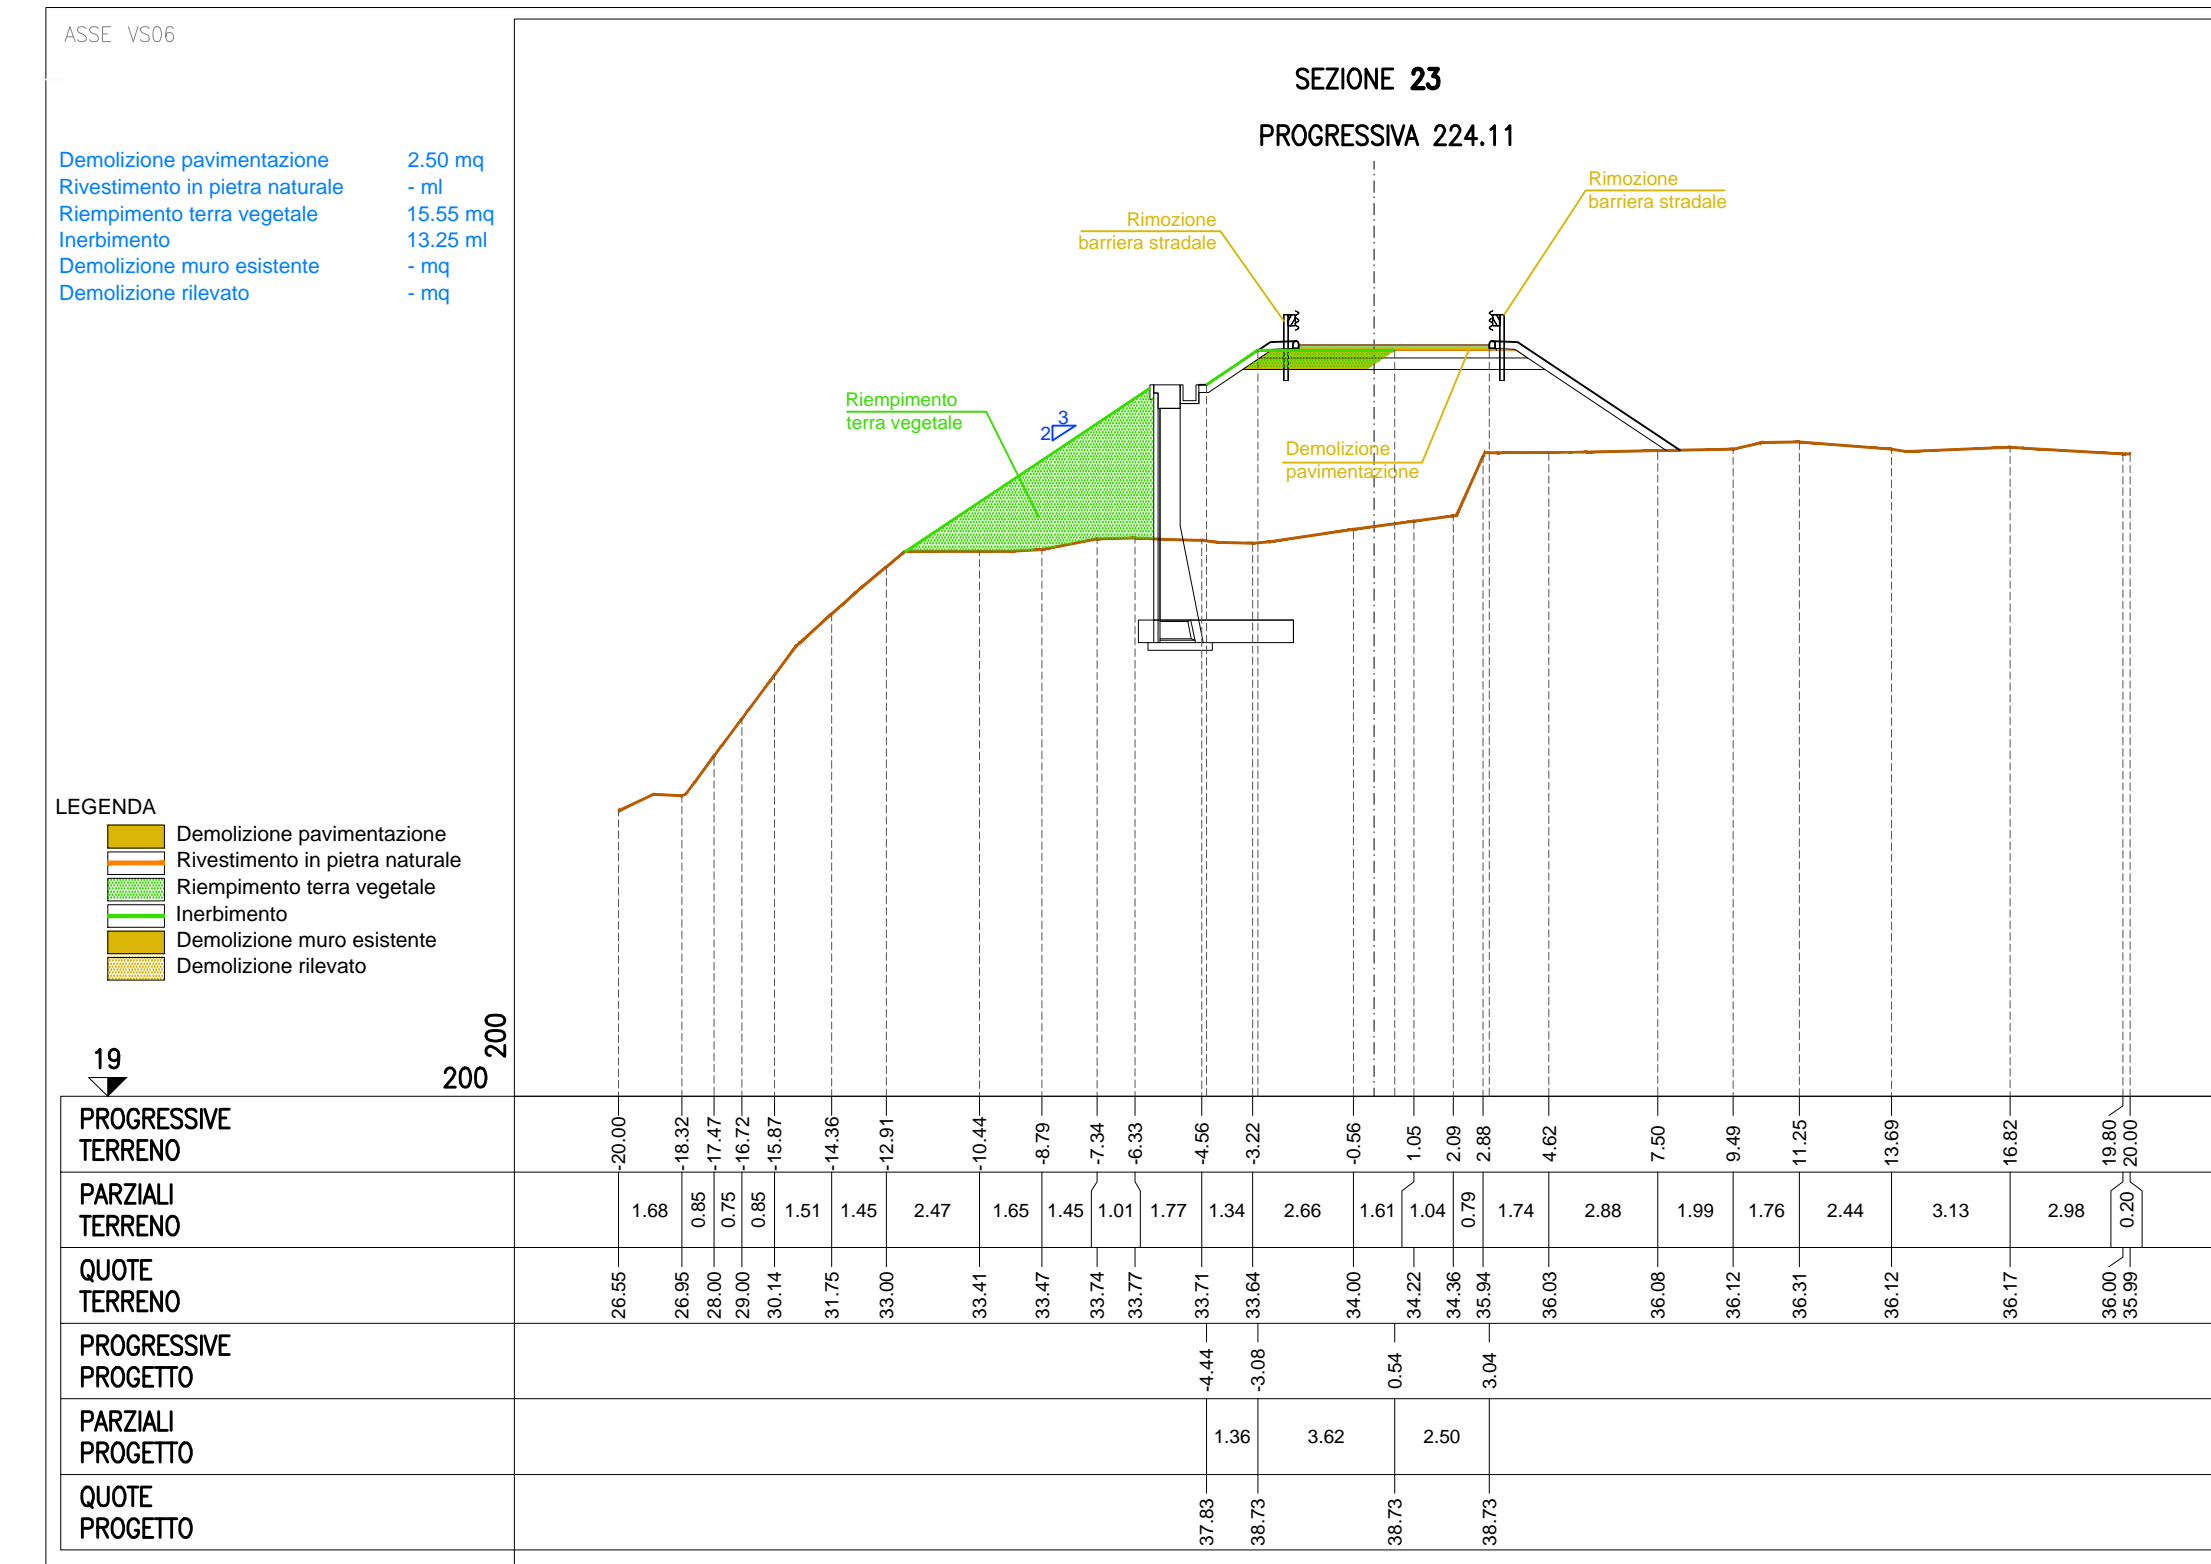 ASSE VS06
SEZIONE 23
PROGRESSIVA 224.11
Demolizione pavimentazione 2.50 mq
Rivestimento in pietra naturale - ml
Riempimento terra vegetale 15.55 mq
Inerbimento 13.25 ml
Demolizione muro esistente - mq
Demolizione rilevato - mq
Rimozione
barriera stradale
Rimozione
barriera stradale
Riempimento
terra vegetale
3
2
Demolizione
pavimentazione
LEGENDA
Demolizione pavimentazione
Rivestimento in pietra naturale
Riempimento terra vegetale
Inerbimento
Demolizione muro esistente
Demolizione rilevato
19
200
200
PROGRESSIVE
TERRENO
-20.00 -18.32 -17.47 -16.72 -15.87 -14.36 -12.91 -10.44 -8.79 -7.34 -6.33 -4.56 -3.22 -0.56 1.05 2.09 2.88 4.62 7.50 9.49 11.25 13.69 16.82 19.80 20.00
PARZIALI
TERRENO
1.68 0.85 0.75 0.85 1.51 1.45 2.47 1.65 1.45 1.01 1.77 1.34 2.66 1.61 1.04 0.79 1.74 2.88 1.99 1.76 2.44 3.13 2.98 0.20
QUOTE
TERRENO
26.55 26.95 28.00 29.00 30.14 31.75 33.00 33.41 33.47 33.74 33.77 33.71 33.64 34.00 34.22 34.36 35.94 36.03 36.08 36.12 36.31 36.12 36.17 36.00 35.99
PROGRESSIVE
PROGETTO
-4.44 -3.08 0.54 3.04
PARZIALI
PROGETTO
1.36 3.62 2.50
QUOTE
PROGETTO
37.83 38.73 38.73 38.73